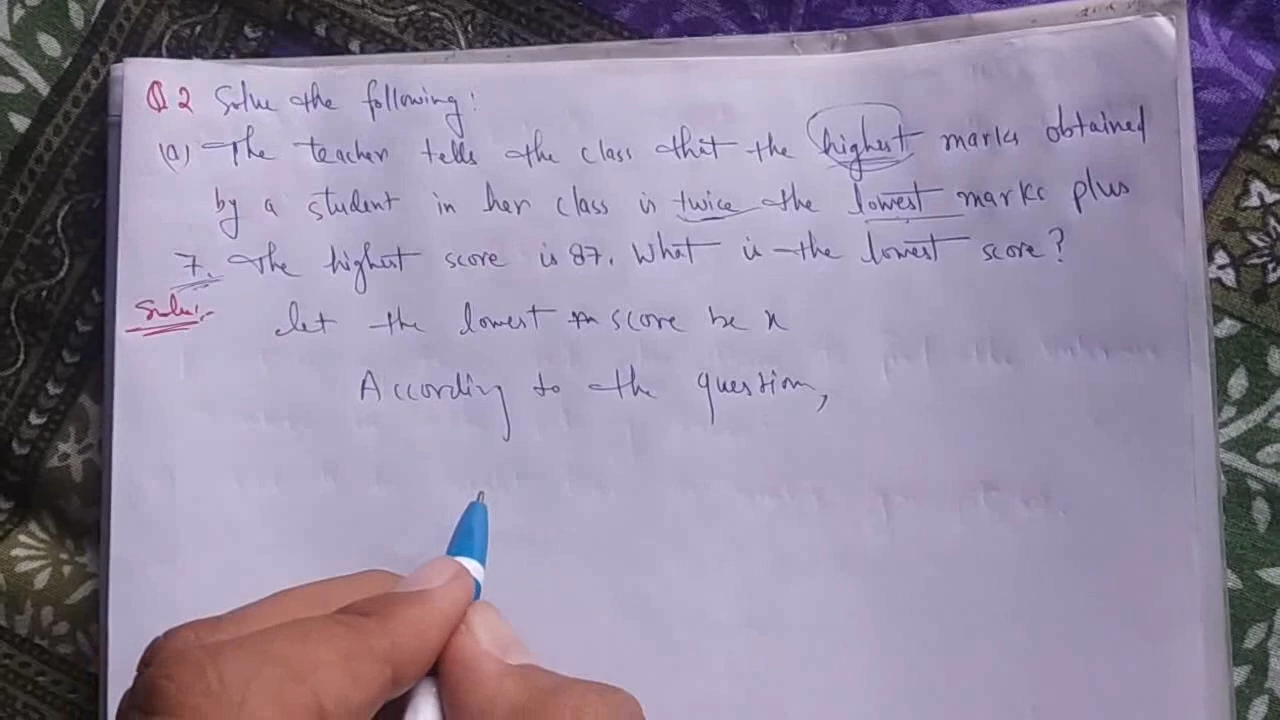 Q 2 Solve the following:
(a) The teacher tells the class that the highest marks obtained
by a student in her class is twice the lowest marks plus
7. The highest score is 87. What is the lowest score?
Solu:- let the lowest score be x
According to the question,